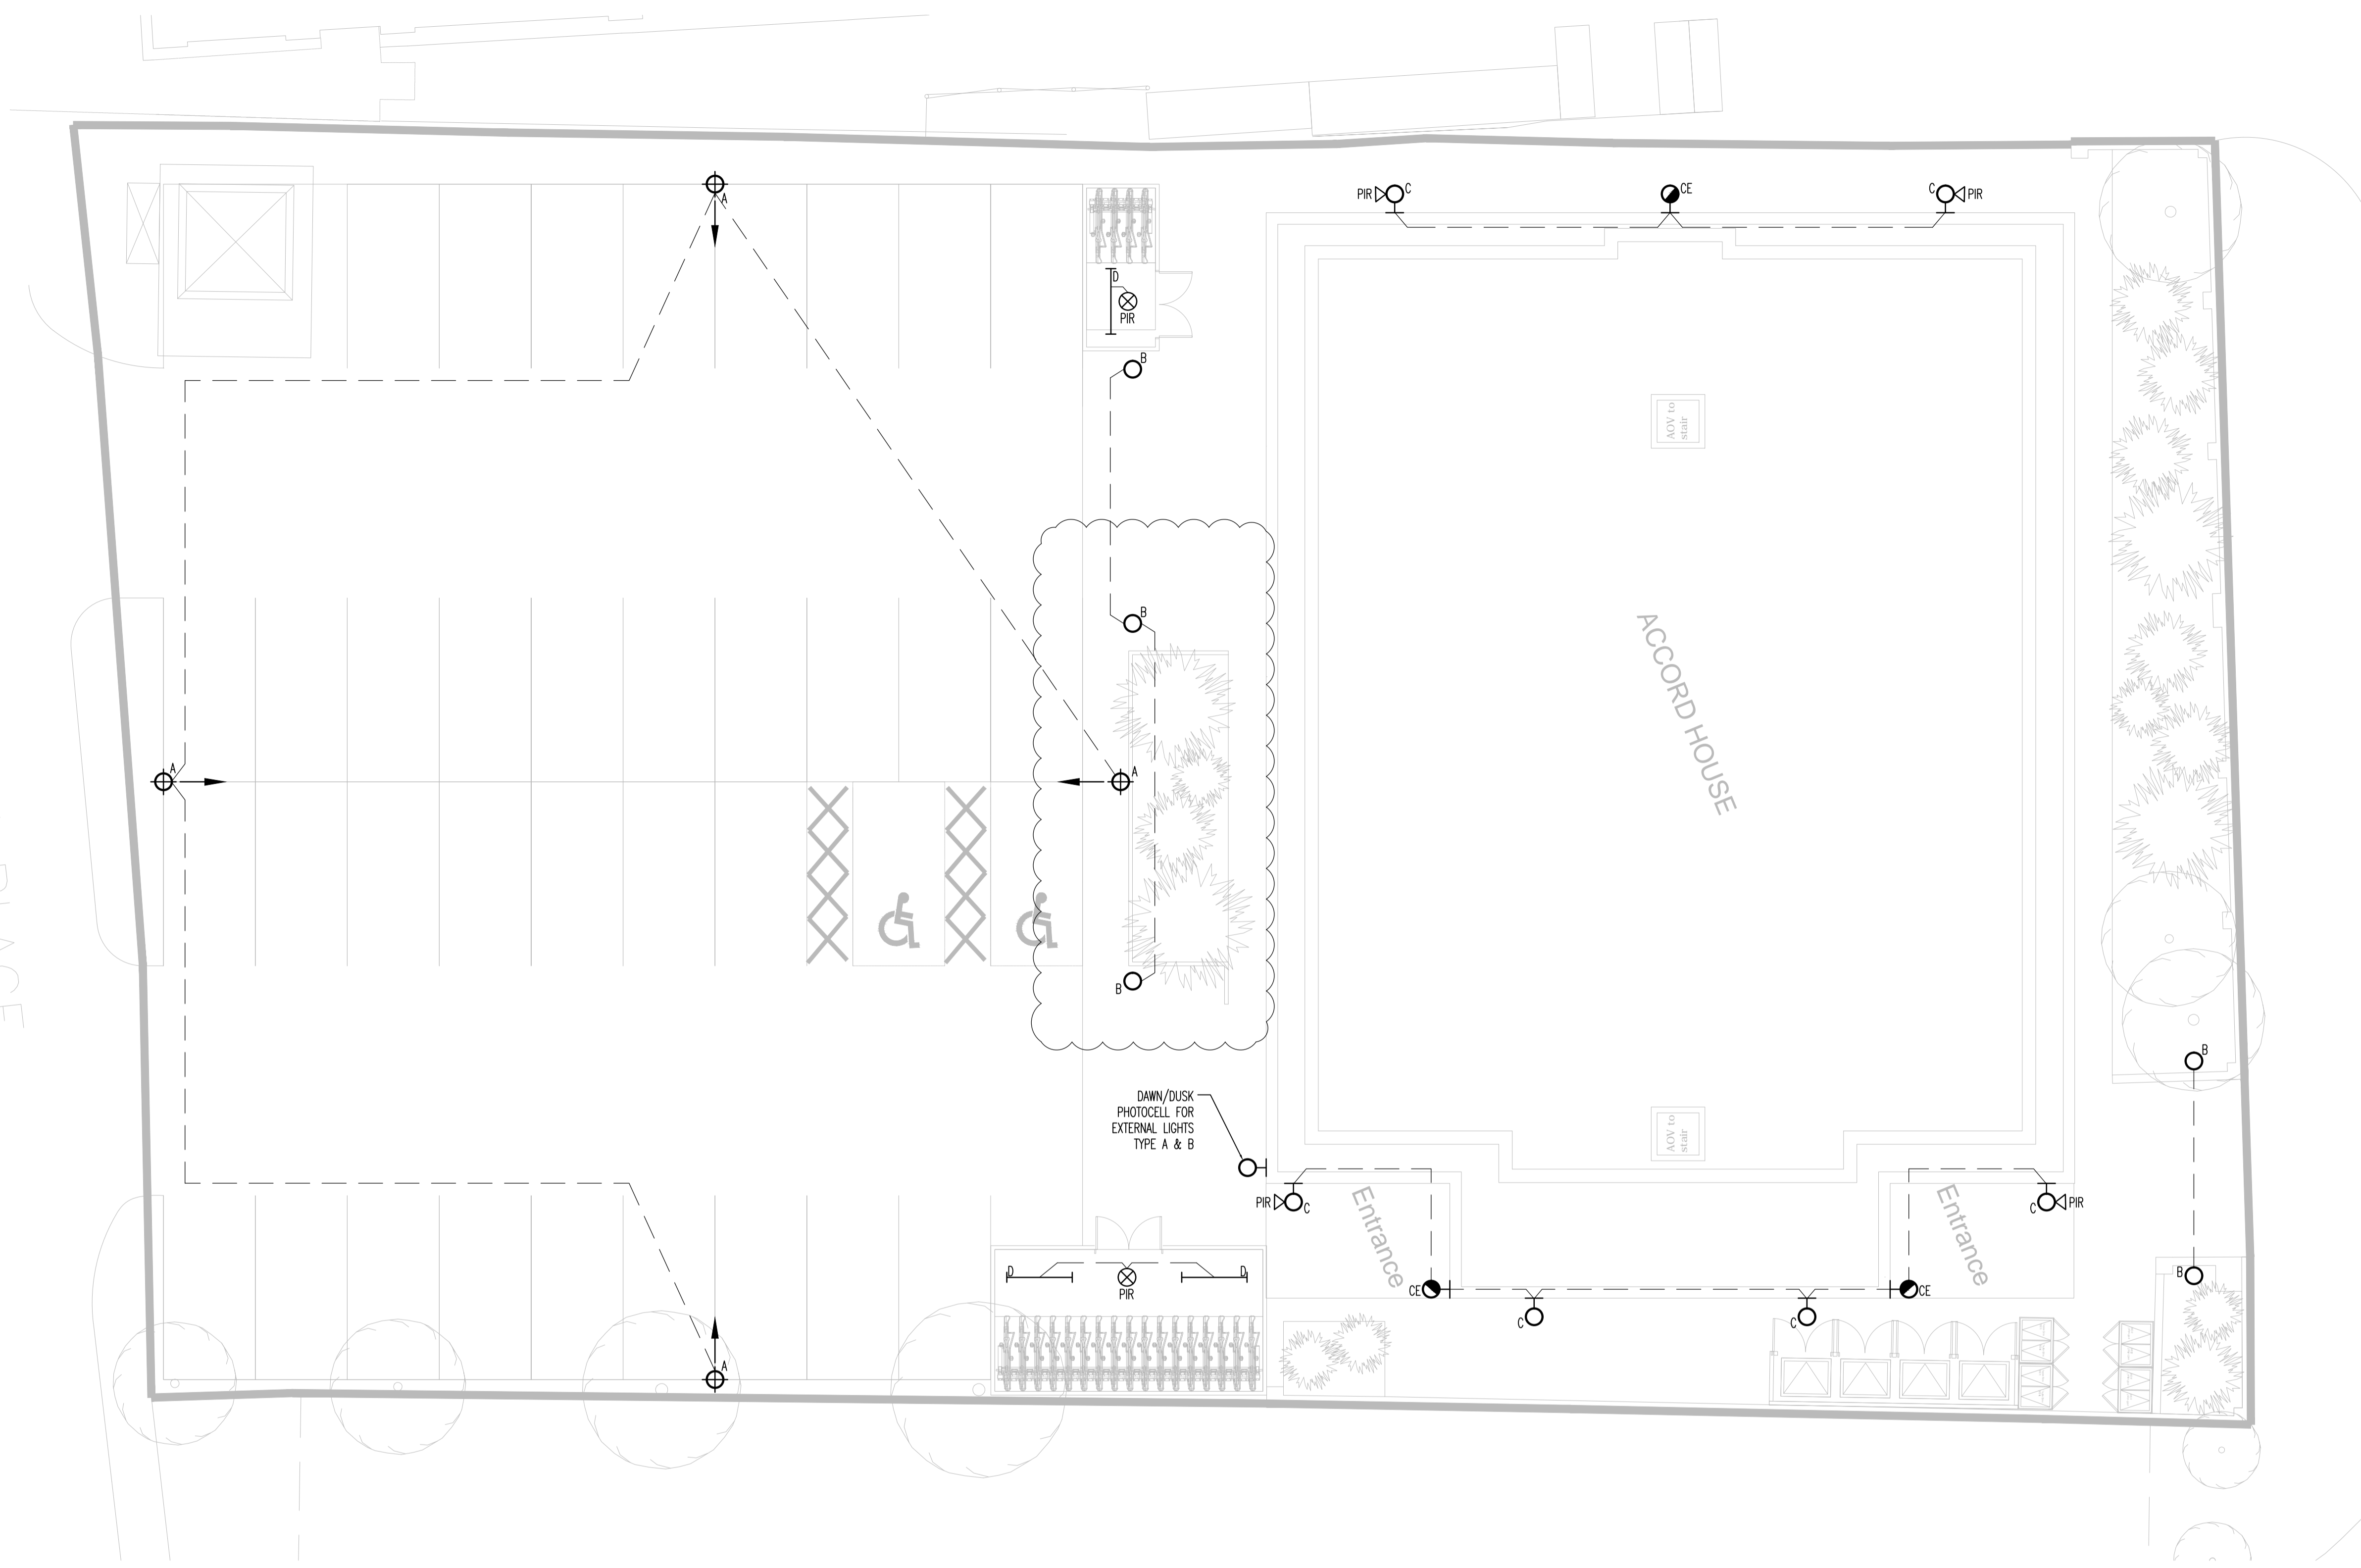 PIR
C
CE
C
PIR
A
D
PIR
B
AOV to
stair
B
ACCORD HOUSE
A
A
B
B
DAWN/DUSK
PHOTOCELL FOR
EXTERNAL LIGHTS
TYPE A & B
AOV to
stair
PIR
C
Entrance
Entrance
C
PIR
D
PIR
D
CE
CE
B
C
C
A